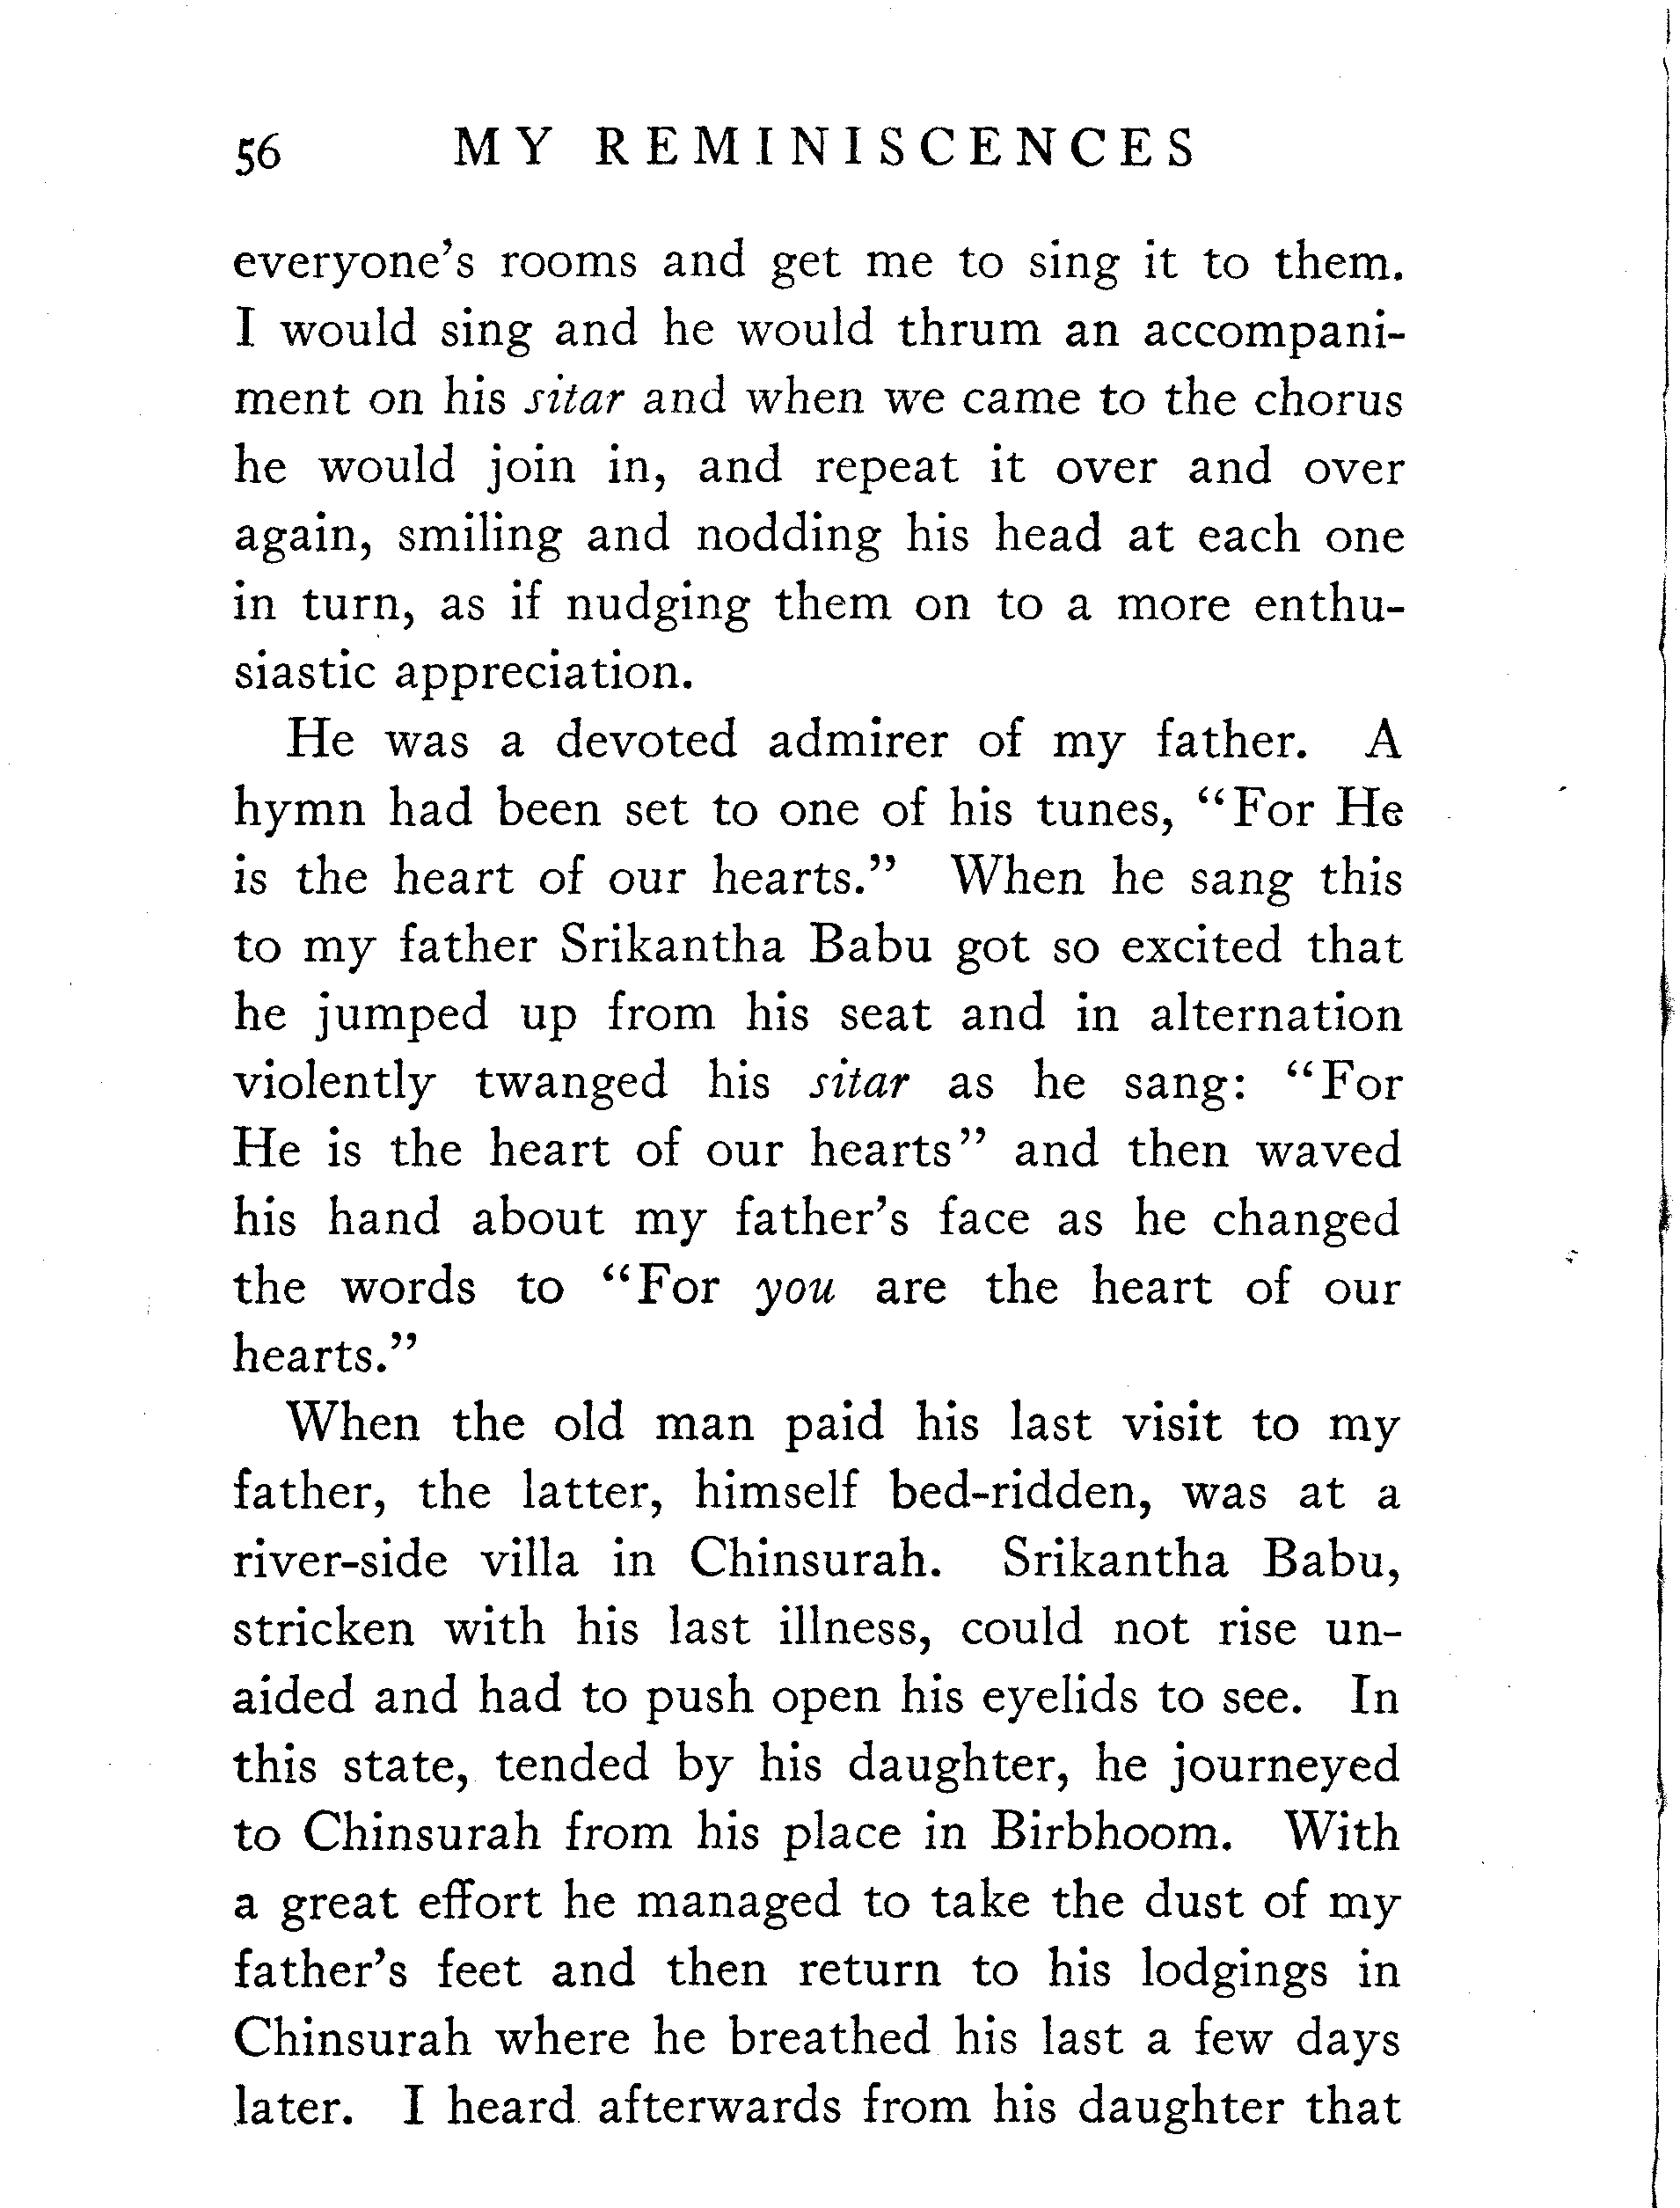 56 MY REMINISCENCES
everyone's rooms and get me to sing it to them.
I would sing and he would thrum an accompani-
ment on his sitar and when we came to the chorus
he would join in, and repeat it over and over
again, smiling and nodding his head at each one
in turn, as if nudging them on to a more enthu-
siastic appreciation.
He was a devoted admirer of my father. A
hymn had been set to one of his tunes, “For He
is the heart of our hearts.” When he sang this
to my father Srikantha Babu got so excited that
he jumped up from his seat and in alternation
violently twanged his sitar as he sang: “For
He is the heart of our hearts” and then waved
his hand about my father's face as he changed
the words to “For you are the heart of our
hearts.”
When the old man paid his last visit to my
father, the latter, himself bed-ridden, was at a
river-side villa in Chinsurah. Srikantha Babu,
stricken with his last illness, could not rise un-
aided and had to push open his eyelids to see. In
this state, tended by his daughter, he journeyed
to Chinsurah from his place in Birbhoom. With
a great effort he managed to take the dust of my
father's feet and then return to his lodgings in
Chinsurah where he breathed his last a few days
later. I heard afterwards from his daughter that